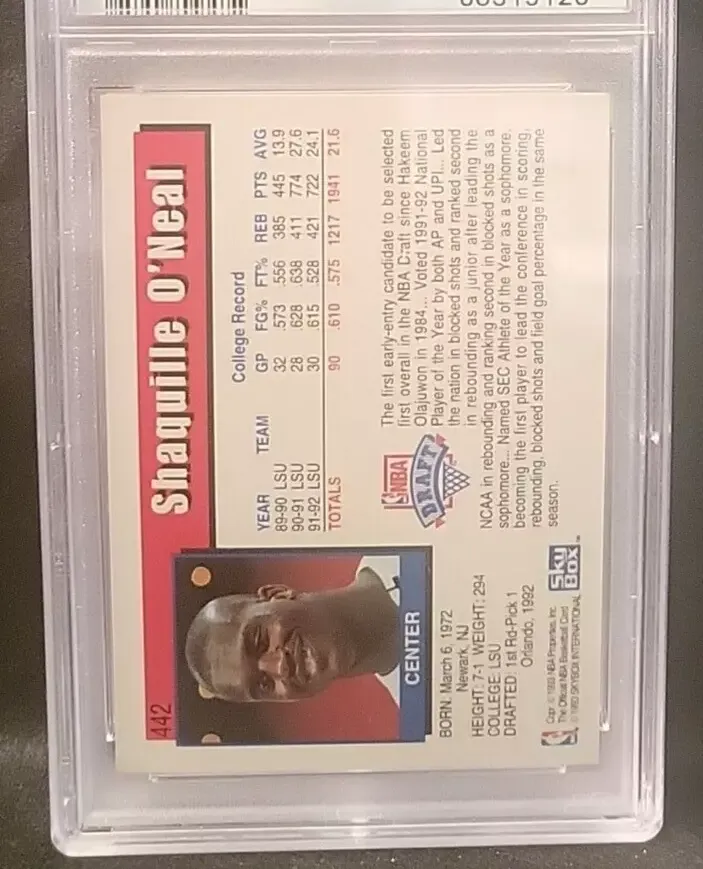 442
Shaquille O'Neal
CENTER
College Record
YEAR TEAM GP FG% FT% REB PTS AVG
89-90 LSU 32 .573 .556 385 445 13.9
90-91 LSU 28 .628 .638 411 774 27.6
91-92 LSU 30 .615 .528 421 722 24.1
TOTALS 90 .610 .575 1217 1941 21.6
BORN: March 6, 1972
Newark, NJ
HEIGHT: 7-1 WEIGHT: 294
COLLEGE: LSU
DRAFTED: 1st Rd-Pick 1
Orlando, 1992
NBA
DRAFT
The first early-entry candidate to be selected
first overall in the NBA Draft since Hakeem
Olajuwon in 1984... Voted 1991-92 National
Player of the Year by both AP and UPI... Led
the nation in blocked shots and ranked second
in rebounding as a junior after leading the
NCAA in rebounding and ranking second in blocked shots as a
sophomore... Named SEC Athlete of the Year as a sophomore,
becoming the first player to lead the conference in scoring,
rebounding, blocked shots and field goal percentage in the same
season.
Copr. © 1993 NBA Properties, Inc.
The Official NBA Basketball Card
© 1992 SKYBOX INTERNATIONAL
SkyBox™